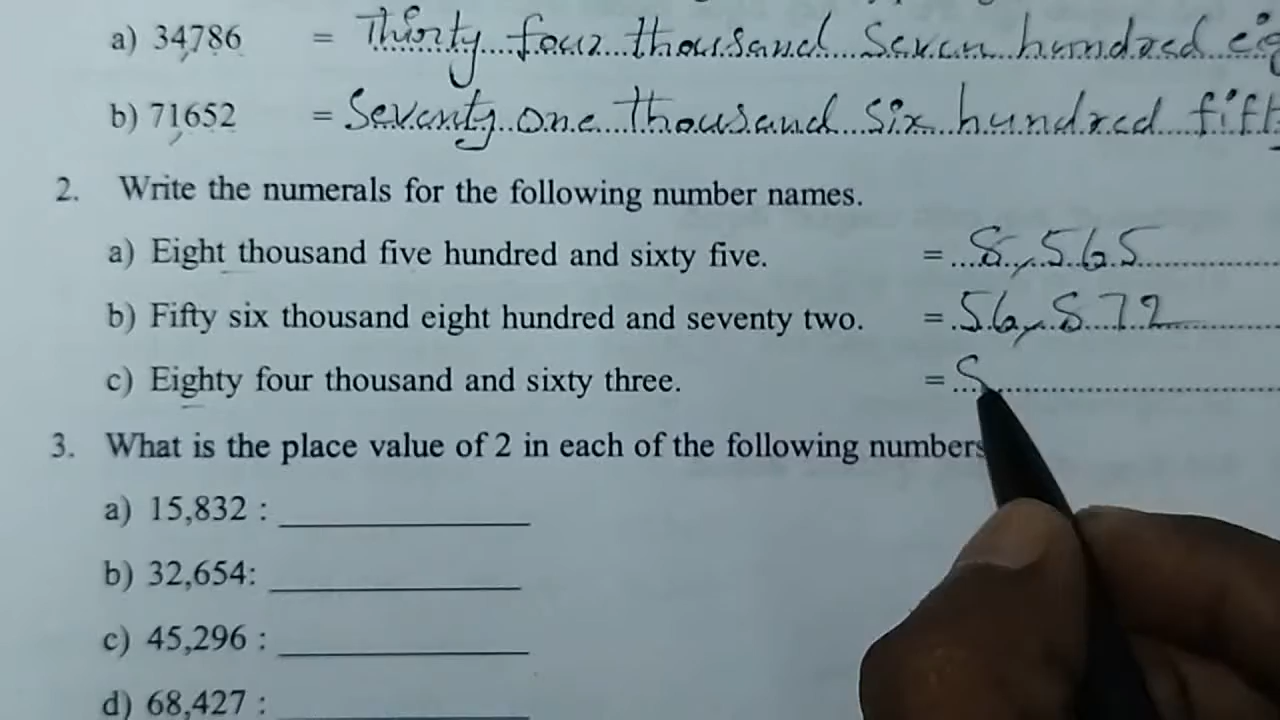 a) 34786 = Thirty four thousand Seven hundred
b) 71652 = Seventy one thousand six hundred
2. Write the numerals for the following number names.
a) Eight thousand five hundred and sixty five. = 8,565
b) Fifty six thousand eight hundred and seventy two. = 56,872
c) Eighty four thousand and sixty three. =
3. What is the place value of 2 in each of the following numbers
a) 15,832 :
b) 32,654:
c) 45,296 :
d) 68,427 :